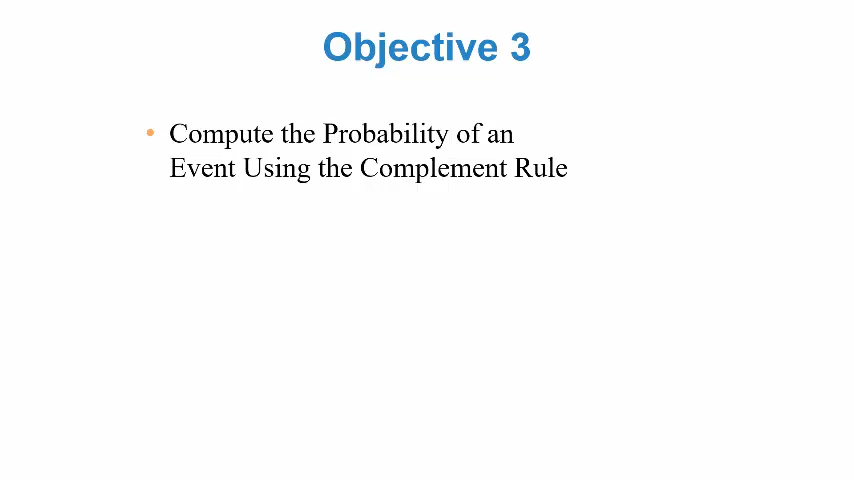 Objective 3
• Compute the Probability of an
Event Using the Complement Rule